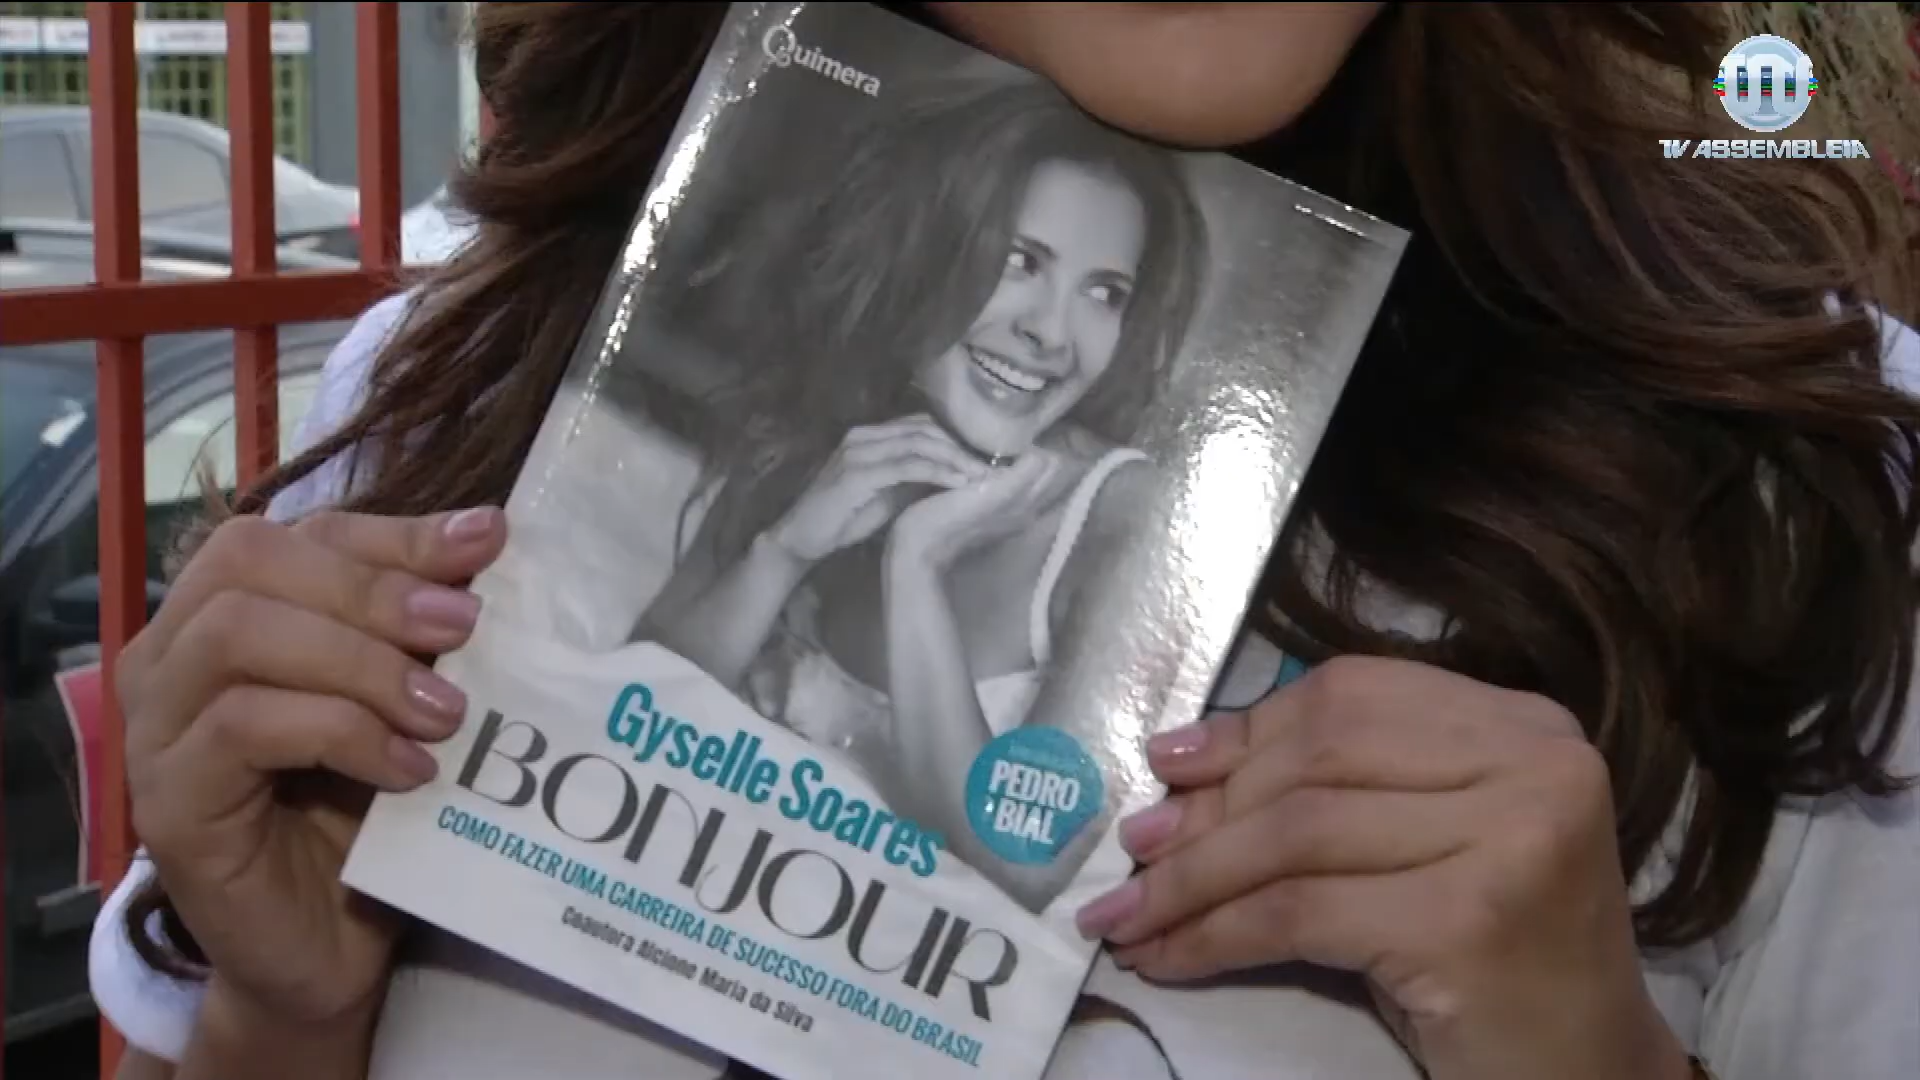 Quimera
TV ASSEMBLEIA
Gyselle Soares
BONJOUR
PEDRO
BIAL
COMO FAZER UMA CARREIRA DE SUCESSO FORA DO BRASIL
Coautora Alcione Maria da Silva